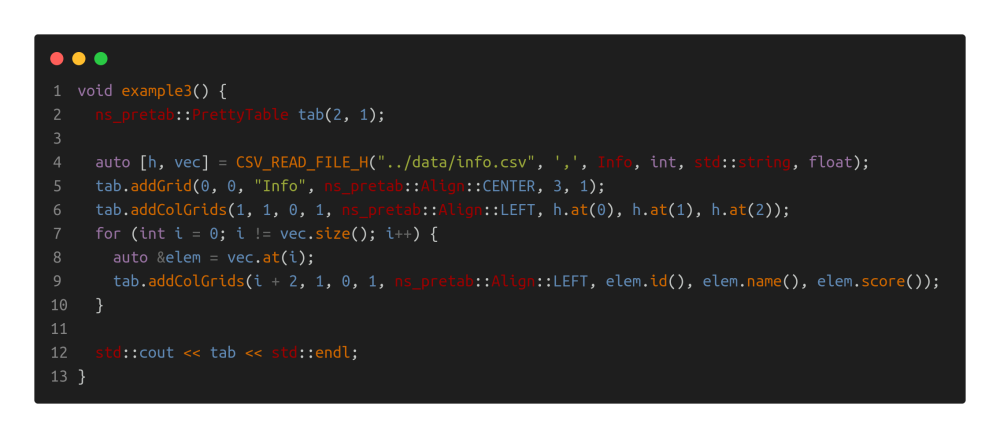 1 void example3() {
2   ns_pretab::PrettyTable tab(2, 1);
3
4   auto [h, vec] = CSV_READ_FILE_H("../data/info.csv", ',', Info, int, std::string, float);
5   tab.addGrid(0, 0, "Info", ns_pretab::Align::CENTER, 3, 1);
6   tab.addColGrids(1, 1, 0, 1, ns_pretab::Align::LEFT, h.at(0), h.at(1), h.at(2));
7   for (int i = 0; i != vec.size(); i++) {
8     auto &elem = vec.at(i);
9     tab.addColGrids(i + 2, 1, 0, 1, ns_pretab::Align::LEFT, elem.id(), elem.name(), elem.score());
10   }
11
12   std::cout << tab << std::endl;
13 }